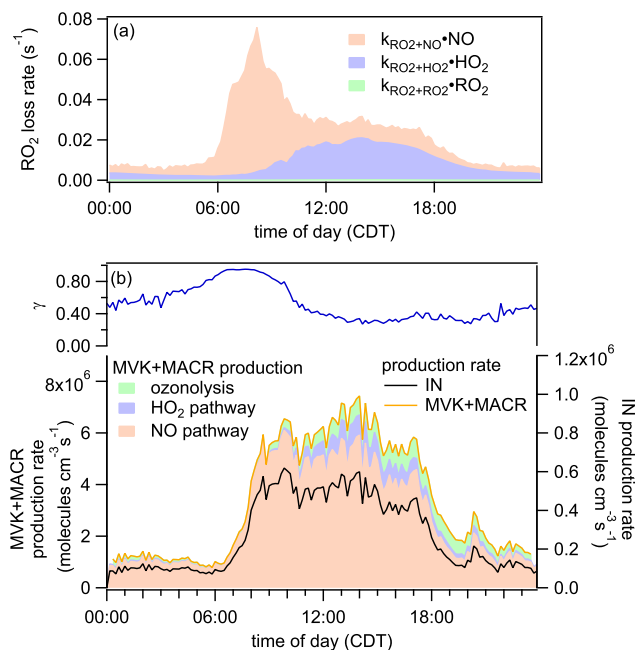 (a)
0.08
0.06
0.04
0.02
0.00
RO₂ loss rate (s⁻¹)
k_RO2+NO•NO
k_RO2+HO2•HO₂
k_RO2+RO2•RO₂
00:00 06:00 12:00 18:00
time of day (CDT)
(b)
0.80
0.40
0.00
γ
MVK+MACR production
ozonolysis
HO₂ pathway
NO pathway
production rate
IN
MVK+MACR
8x10⁶
6
4
2
0
MVK+MACR
production rate
(molecules cm⁻³ s⁻¹)
1.2x10⁶
1.0
0.8
0.6
0.4
0.2
0.0
IN production rate
(molecules cm⁻³ s⁻¹)
00:00 06:00 12:00 18:00
time of day (CDT)